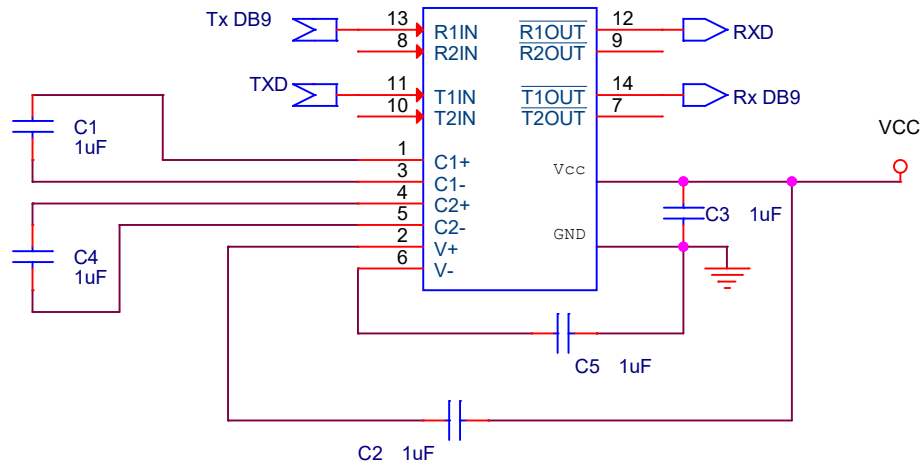 Tx DB9 13 R1IN R1OUT 12 RXD
8 R2IN R2OUT 9
TXD 11 T1IN T1OUT 14 Rx DB9
10 T2IN T2OUT 7
VCC
C1
1uF
1 C1+ Vcc
3 C1-
4 C2+ C3 1uF
5 C2- GND
2 V+
6 V-
C4
1uF
C5 1uF
C2 1uF